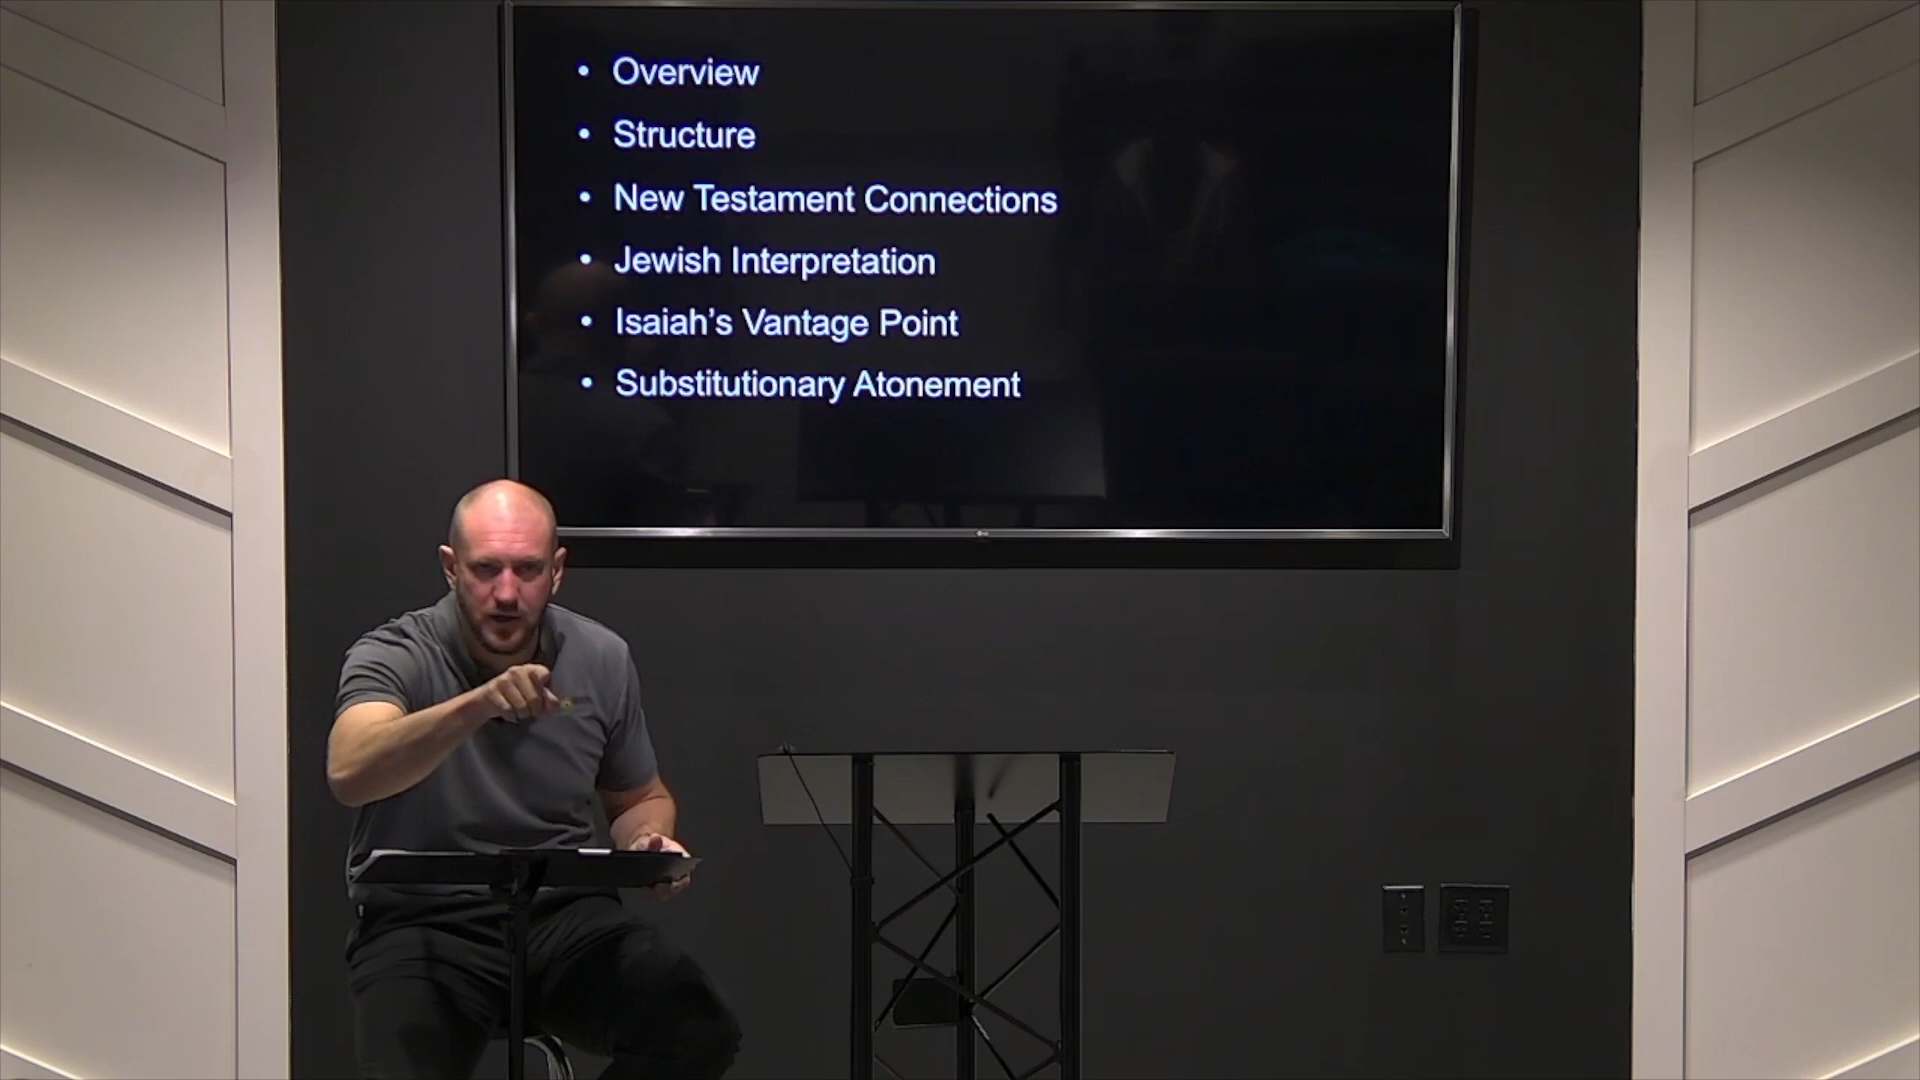 • Overview
• Structure
• New Testament Connections
• Jewish Interpretation
• Isaiah’s Vantage Point
• Substitutionary Atonement